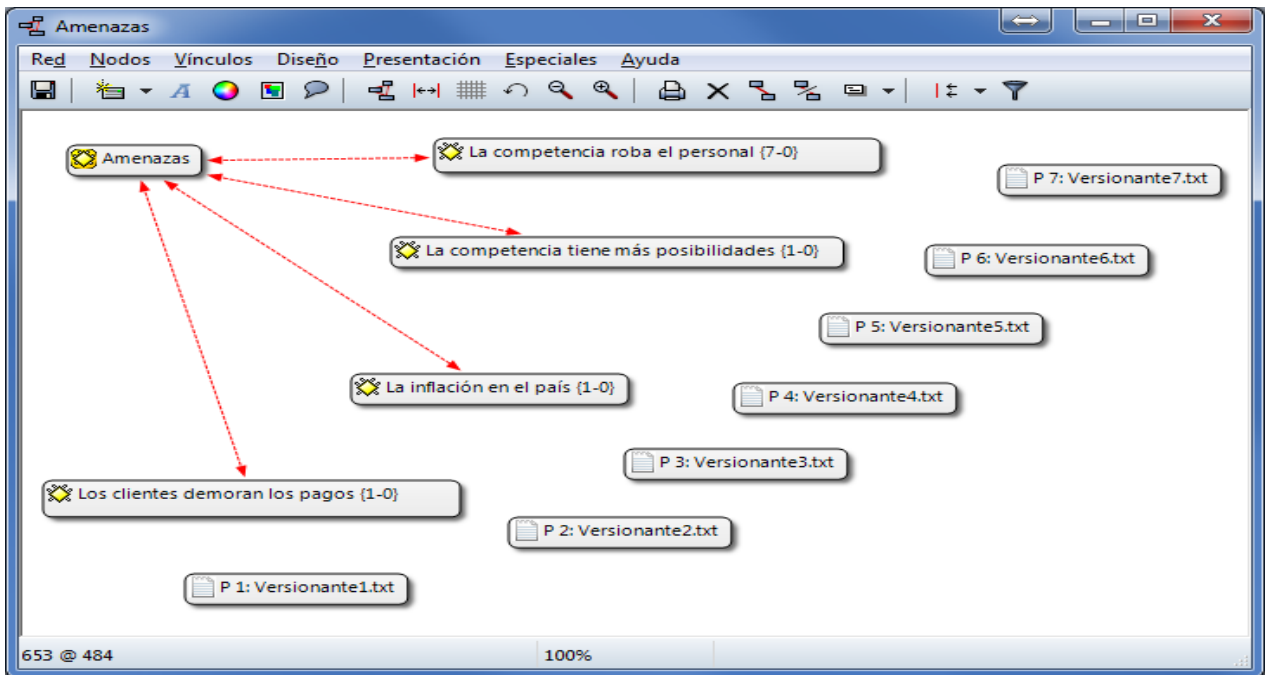 Amenazas
Red Nodos Vínculos Diseño Presentación Especiales Ayuda
Amenazas
La competencia roba el personal {7-0}
P 7: Versionante7.txt
La competencia tiene más posibilidades {1-0}
P 6: Versionante6.txt
P 5: Versionante5.txt
La inflación en el país {1-0}
P 4: Versionante4.txt
P 3: Versionante3.txt
Los clientes demoran los pagos {1-0}
P 2: Versionante2.txt
P 1: Versionante1.txt
653 @ 484 100%